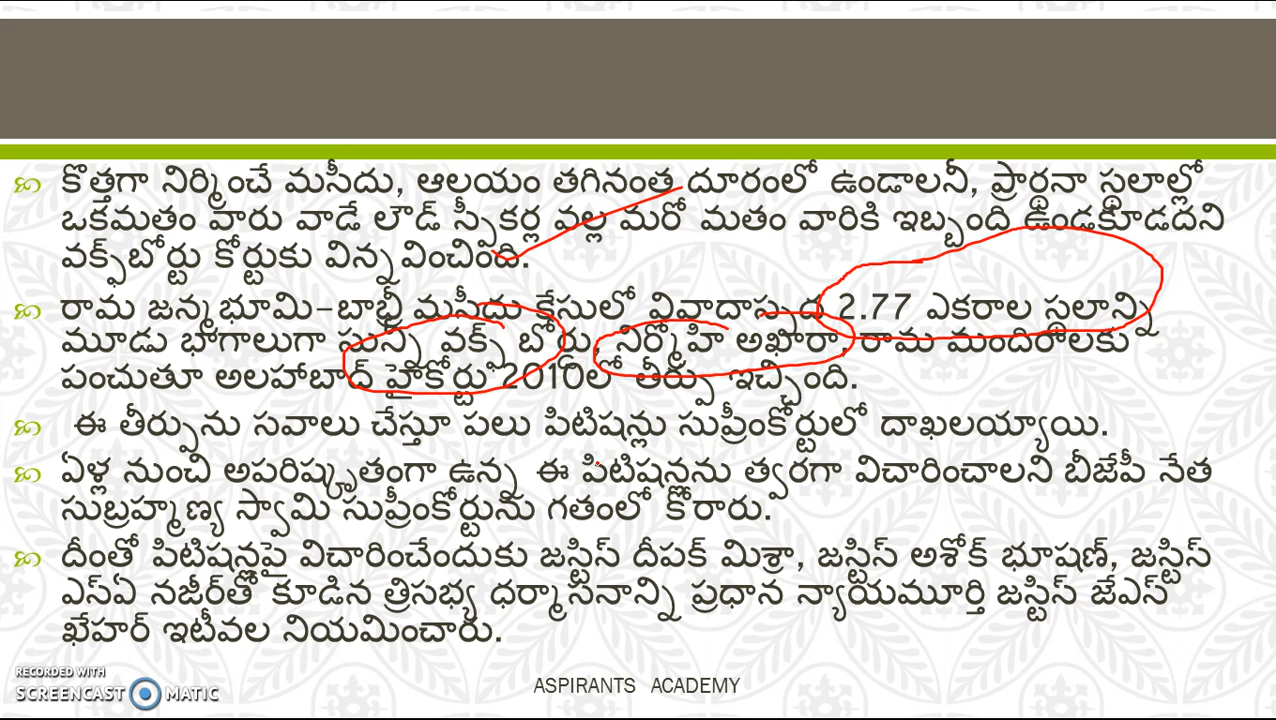 కొత్తగా నిర్మించే మసీదు, ఆలయం తగినంత దూరంలో ఉండాలనీ, ప్రార్థనా స్థలాల్లో
ఒకమతం వారు వాడే లౌడ్ స్పీకర్ల వల్ల మరో మతం వారికి ఇబ్బంది ఉండకూడదని
వక్ఫ్‌బోర్టు కోర్టుకు విన్నవించింది.
రామ జన్మభూమి-బాబ్రీ మసీదు కేసులో వివాదాస్పద 2.77 ఎకరాల స్థలాన్ని
మూడు భాగాలుగా సున్నీ వక్ఫ్ బోర్డు, నిర్మోహి అఖారా, రామ మందిరాలకు
పంచుతూ అలహాబాద్ హైకోర్టు 2010లో తీర్పు ఇచ్చింది.
ఈ తీర్పును సవాలు చేస్తూ పలు పిటిషన్లు సుప్రీంకోర్టులో దాఖలయ్యాయి.
ఏళ్ల నుంచి అపరిష్కృతంగా ఉన్న ఈ పిటిషన్లను త్వరగా విచారించాలని బీజేపీ నేత
సుబ్రహ్మణ్య స్వామి సుప్రీంకోర్టును గతంలో కోరారు.
దీంతో పిటిషన్లపై విచారించేందుకు జస్టిస్ దీపక్ మిశ్రా, జస్టిస్ అశోక్ భూషణ్, జస్టిస్
ఎస్ఏ నజీర్‌తో కూడిన త్రిసభ్య ధర్మాసనాన్ని ప్రధాన న్యాయమూర్తి జస్టిస్ జేఎస్
ఖేహర్ ఇటీవల నియమించారు.
ASPIRANTS ACADEMY
RECORDED WITH
SCREENCAST MATIC